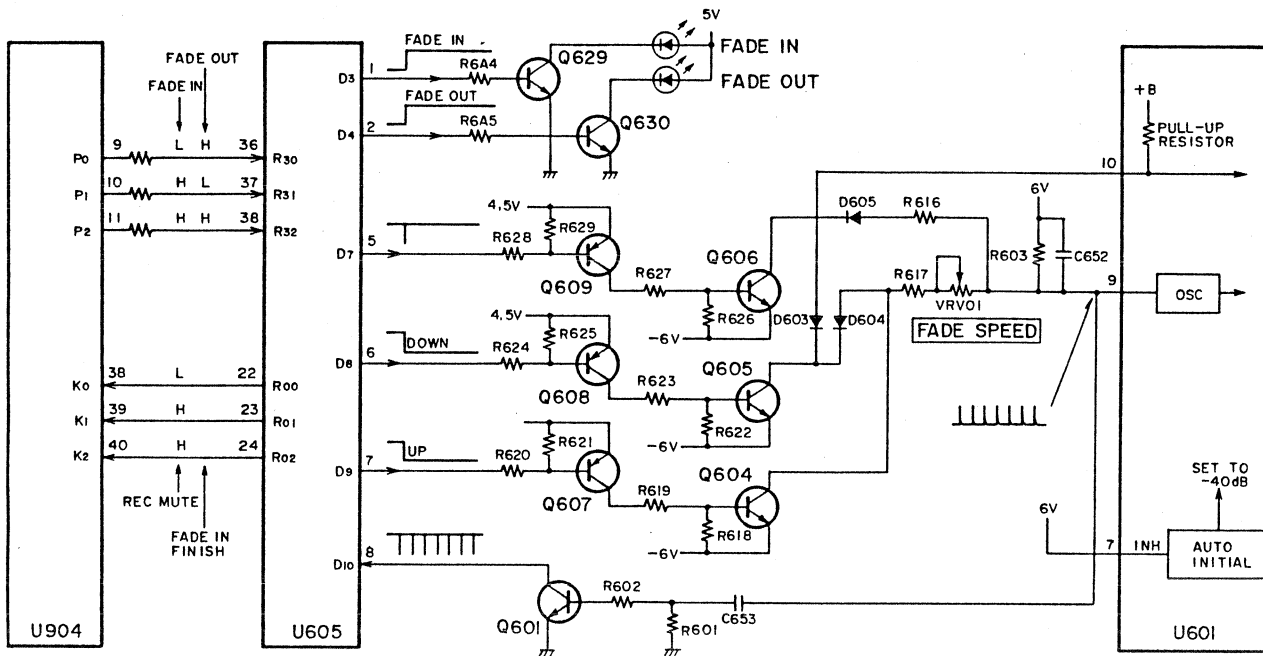 FADE OUT
FADE IN
P0 9 L H 36 R30
P1 10 H L 37 R31
P2 11 H H 38 R32
K0 38 L 22 R00
K1 39 H 23 R01
K2 40 H 24 R02
REC MUTE
FADE IN
FINISH
U904
U605
D3 1 FADE IN R6A4 Q629
D4 2 FADE OUT R6A5 Q630
5V
FADE IN
FADE OUT
D7 5 R628 4,5V R629 Q609
R627 Q606
R626
-6V
D605 R616
D8 6 DOWN R624 4,5V R625 Q608
R623 Q605
R622
-6V
D603 D604
D9 7 UP R620 R621 Q607
R619 Q604
R618
-6V
D10 8
Q601 R602 R601 C653
R617 VRV01
FADE SPEED
6V
R603 C652
+B
PULL-UP
RESISTOR
10
9 OSC
SET TO
-40dB
6V
7 INH AUTO
INITIAL
U601